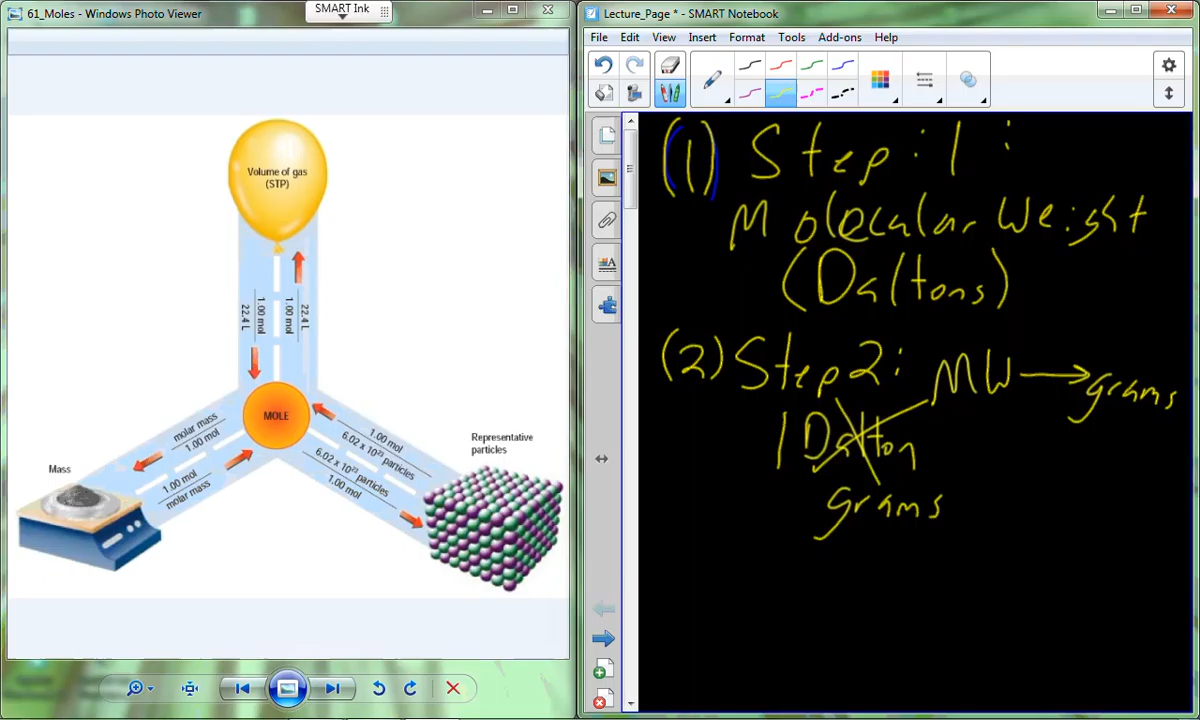 61_Moles - Windows Photo Viewer
SMART Ink
Volume of gas
(STP)
22.4 L
1.00 mol
1.00 mol
22.4 L
MOLE
molar mass
1.00 mol
1.00 mol
molar mass
Mass
1.00 mol
6.02 x 10²³ particles
6.02 x 10²³ particles
1.00 mol
Representative
particles
Lecture_Page * - SMART Notebook
File Edit View Insert Format Tools Add-ons Help
(1) Step : 1 :
Molecular Weight
(Daltons)
(2) Step 2: MW → grams
1 Dalton
grams